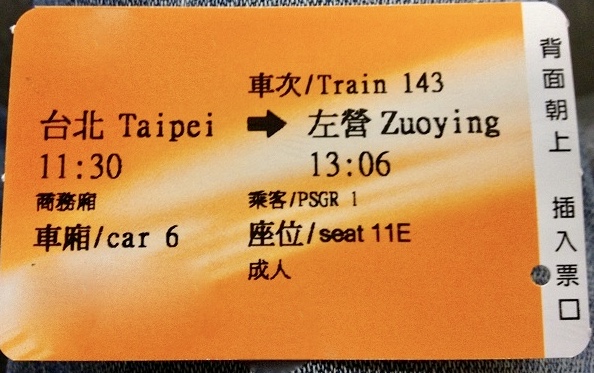 車次/Train 143
台北 Taipei → 左營 Zuoying
11:30 13:06
商務廂 乘客/PSGR 1
車廂/car 6 座位/seat 11E
成人
背面朝上 插入票口